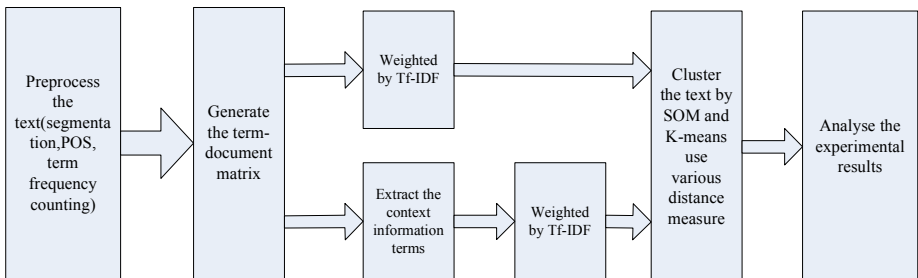 Preprocess
the
text(segmenta
tion,POS,
term
frequency
counting)
Generate
the term-
document
matrix
Weighted
by Tf-IDF
Extract the
context
information
terms
Weighted
by Tf-IDF
Cluster
the text by
SOM and
K-means
use
various
distance
measure
Analyse the
experimental
results